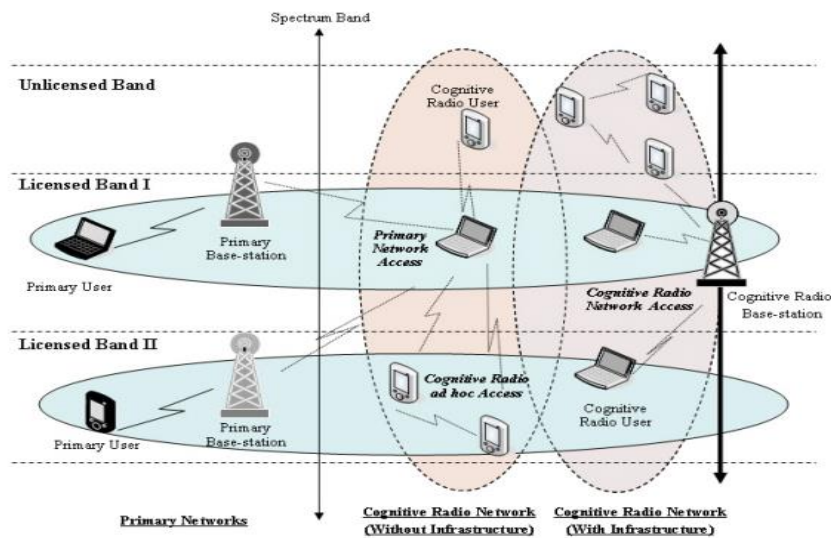 Spectrum Band
Unlicensed Band
Cognitive
Radio User
Licensed Band I
Primary
Base-station
Primary
Network
Access
Primary User
Cognitive Radio
Network Access
Cognitive Radio
Base-station
Licensed Band II
Cognitive Radio
ad hoc Access
Primary
Base-station
Cognitive
Radio User
Primary User
Primary Networks
Cognitive Radio Network
(Without Infrastructure)
Cognitive Radio Network
(With Infrastructure)